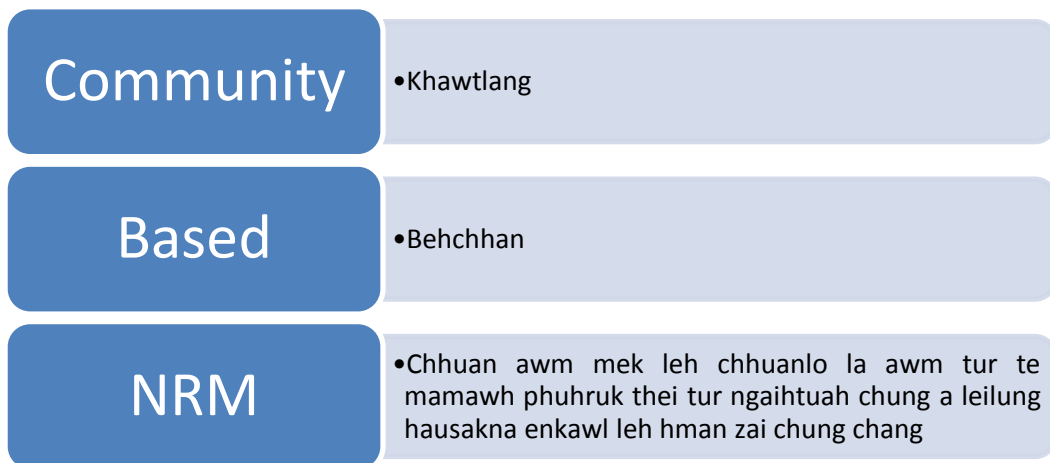 Community
•Khawtlang
Based
•Behchhan
NRM
•Chhuan awm mek leh chhuanlo la awm tur te
mamawh phuhruk thei tur ngaihtuah chung a leilung
hausakna enkawl leh hman zai chung chang